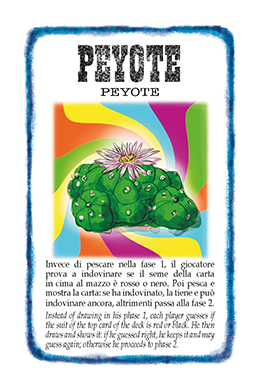 PEYOTE
PEYOTE
Invece di pescare nella fase 1, il giocatore
prova a indovinare se il seme della carta
in cima al mazzo è rosso o nero. Poi pesca e
mostra la carta: se ha indovinato, la tiene e può
indovinare ancora, altrimenti passa alla fase 2.
Instead of drawing in his phase 1, each player guesses if
the suit of the top card of the deck is red or black. He then
draws and shows it: if he guessed right, he keeps it and may
guess again; otherwise he proceeds to phase 2.